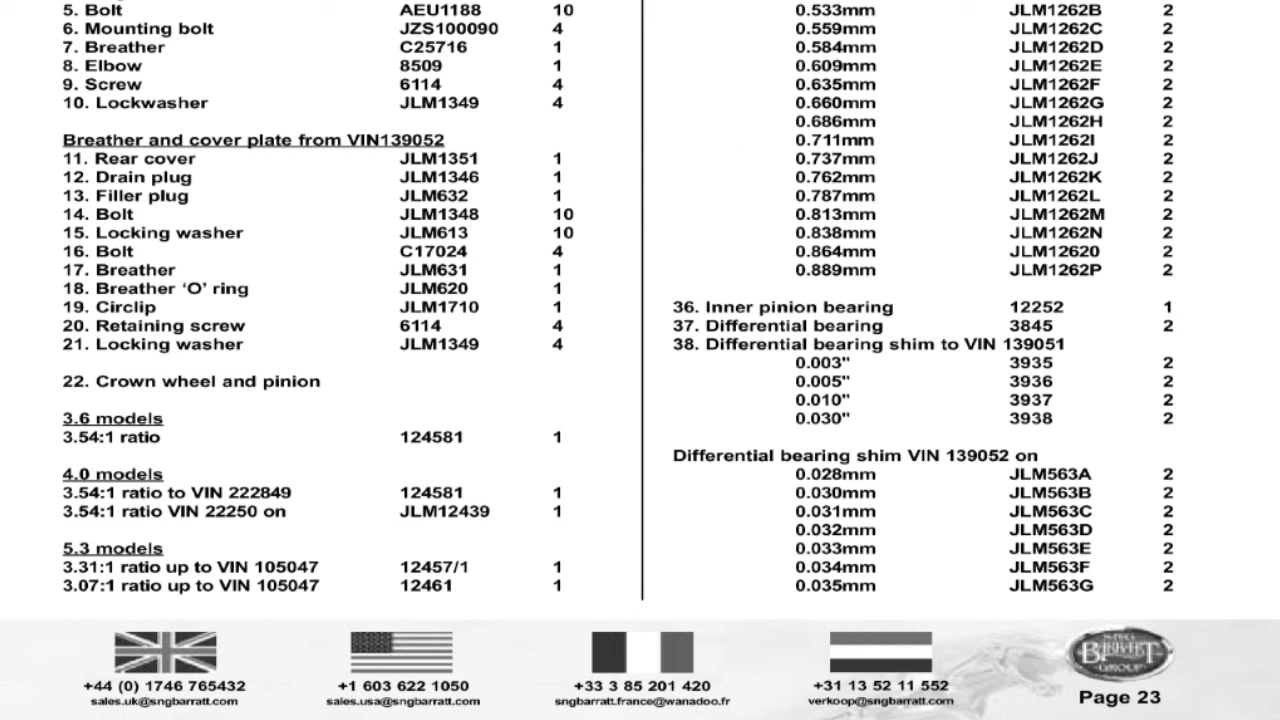 5. Bolt AEU1188 10
6. Mounting bolt JZS100090 4
7. Breather C25716 1
8. Elbow 8509 1
9. Screw 6114 4
10. Lockwasher JLM1349 4
Breather and cover plate from VIN139052
11. Rear cover JLM1351 1
12. Drain plug JLM1346 1
13. Filler plug JLM632 1
14. Bolt JLM1348 10
15. Locking washer JLM613 10
16. Bolt C17024 4
17. Breather JLM631 1
18. Breather ‘O’ ring JLM620 1
19. Circlip JLM1710 1
20. Retaining screw 6114 4
21. Locking washer JLM1349 4
22. Crown wheel and pinion
3.6 models
3.54:1 ratio 124581 1
4.0 models
3.54:1 ratio to VIN 222849 124581 1
3.54:1 ratio VIN 22250 on JLM12439 1
5.3 models
3.31:1 ratio up to VIN 105047 12457/1 1
3.07:1 ratio up to VIN 105047 12461 1
0.533mm JLM1262B 2
0.559mm JLM1262C 2
0.584mm JLM1262D 2
0.609mm JLM1262E 2
0.635mm JLM1262F 2
0.660mm JLM1262G 2
0.686mm JLM1262H 2
0.711mm JLM1262I 2
0.737mm JLM1262J 2
0.762mm JLM1262K 2
0.787mm JLM1262L 2
0.813mm JLM1262M 2
0.838mm JLM1262N 2
0.864mm JLM12620 2
0.889mm JLM1262P 2
36. Inner pinion bearing 12252 1
37. Differential bearing 3845 2
38. Differential bearing shim to VIN 139051
0.003" 3935 2
0.005" 3936 2
0.010" 3937 2
0.030" 3938 2
Differential bearing shim VIN 139052 on
0.028mm JLM563A 2
0.030mm JLM563B 2
0.031mm JLM563C 2
0.032mm JLM563D 2
0.033mm JLM563E 2
0.034mm JLM563F 2
0.035mm JLM563G 2
+44 (0) 1746 765432
sales.uk@sngbarratt.com
+1 603 622 1050
sales.usa@sngbarratt.com
+33 3 85 201 420
sngbarratt.france@wanadoo.fr
+31 13 52 11 552
verkoop@sngbarratt.com
BARRATT
GROUP
Page 23